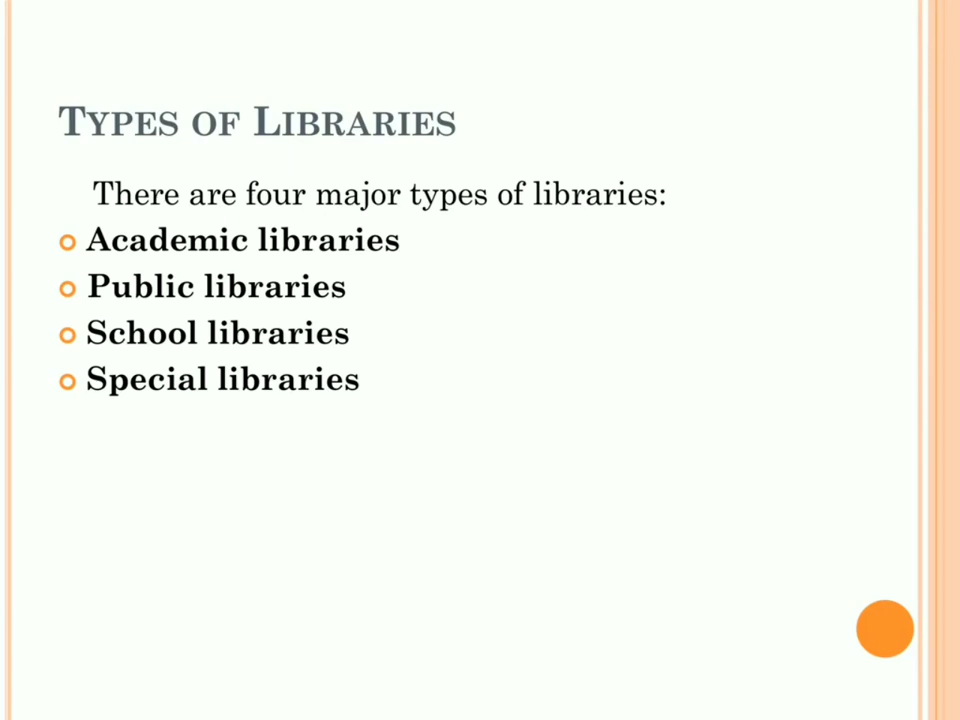 Types of Libraries
There are four major types of libraries:
Academic libraries
Public libraries
School libraries
Special libraries